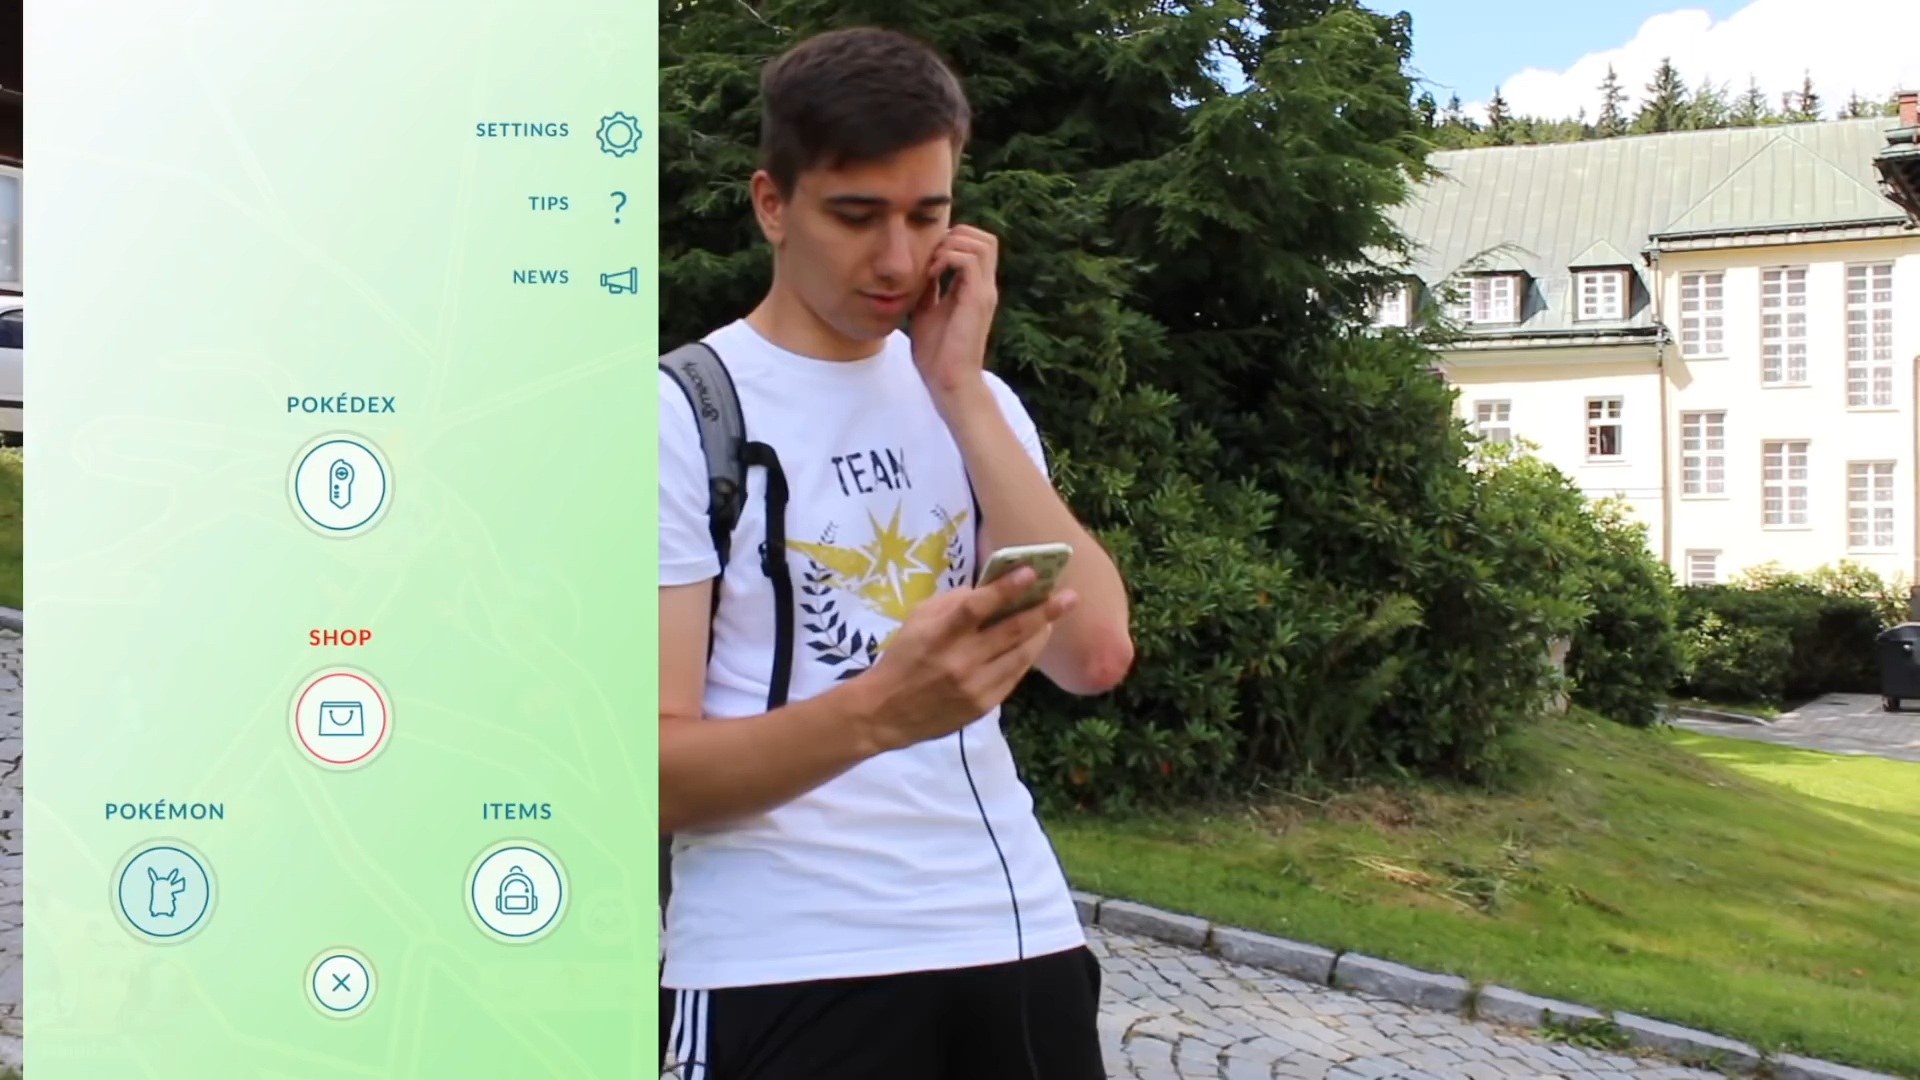 SETTINGS
TIPS
NEWS
POKÉDEX
SHOP
POKÉMON
ITEMS
TEAM